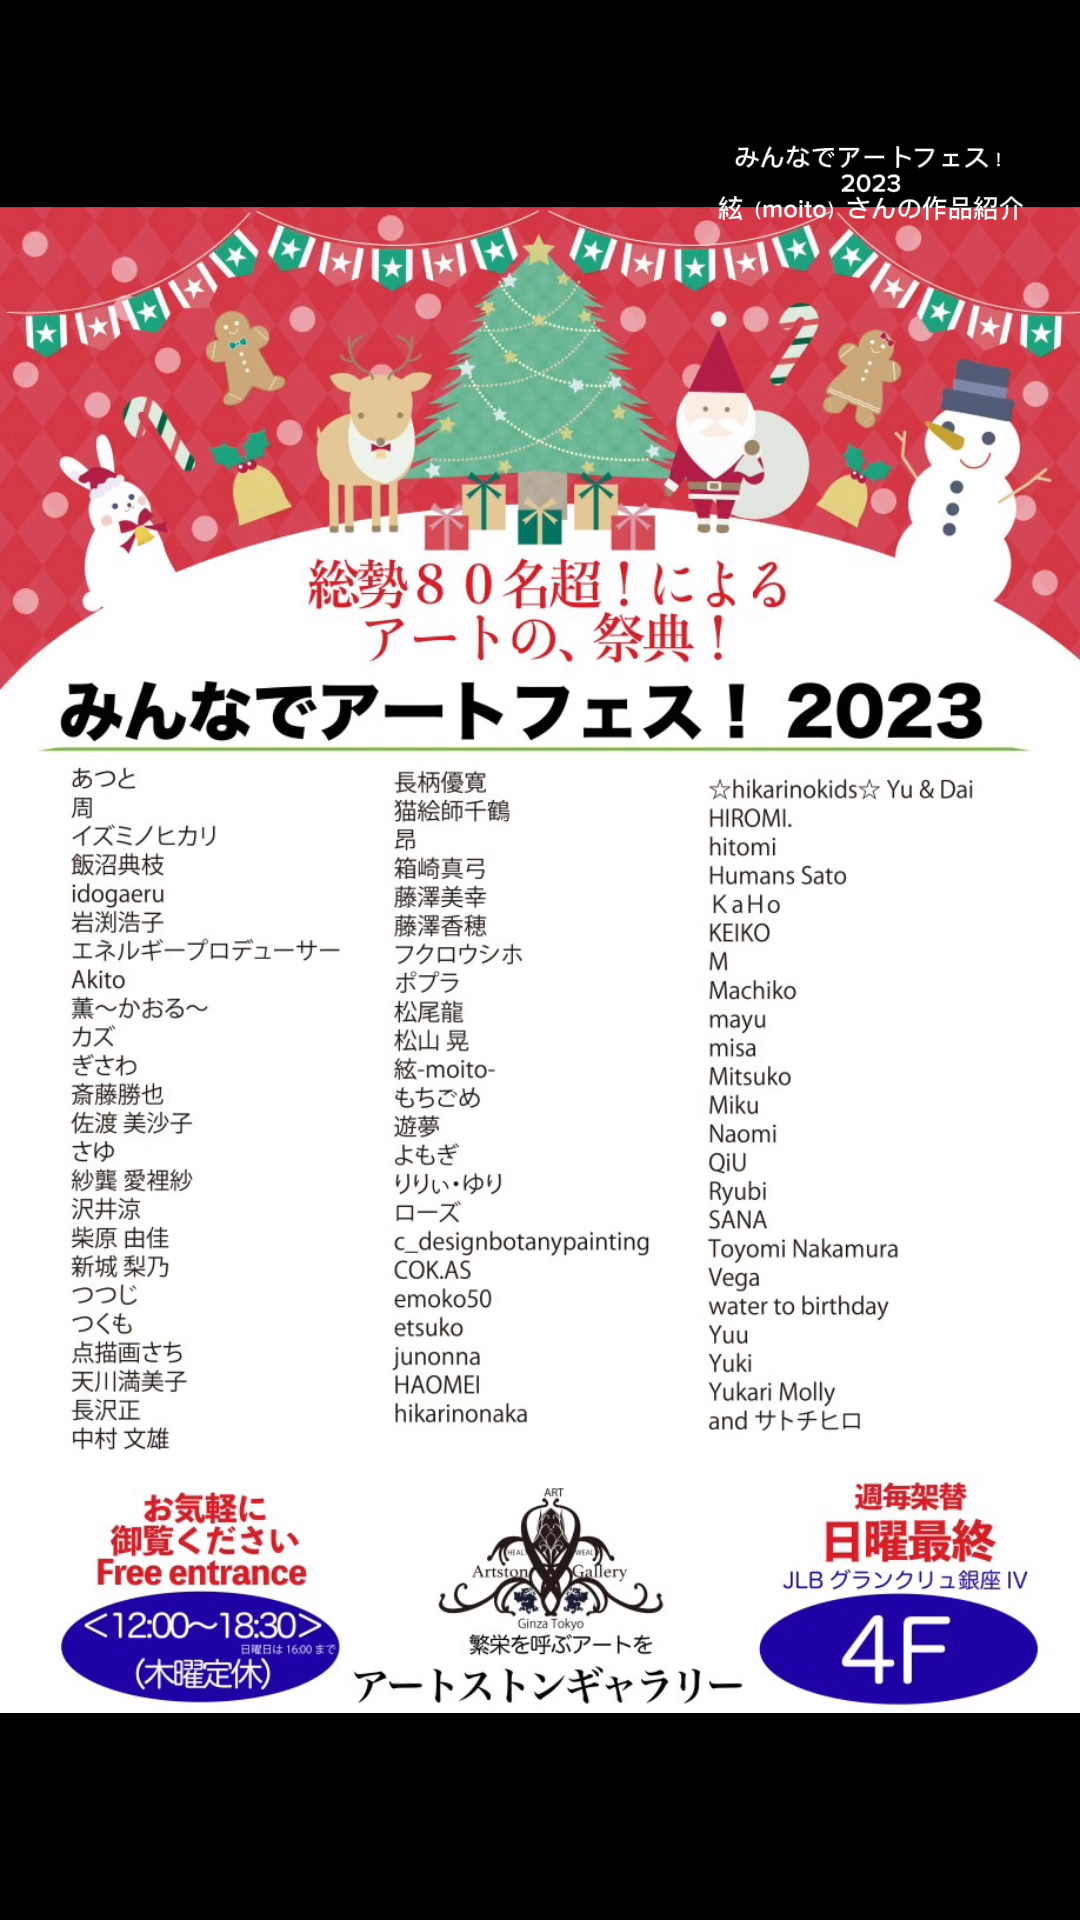 みんなでアートフェス！
2023
絃（moito）さんの作品紹介
総勢８０名超！による
アートの、祭典！
みんなでアートフェス！ 2023
あつと
周
イズミノヒカリ
飯沼典枝
idogaeru
岩渕浩子
エネルギープロデューサー
Akito
薫〜かおる〜
カズ
ぎさわ
斎藤勝也
佐渡 美沙子
さゆ
紗龔 愛裡紗
沢井涼
柴原 由佳
新城 梨乃
つつじ
つくも
点描画さち
天川満美子
長沢正
中村 文雄
長柄優寛
猫絵師千鶴
昂
箱崎真弓
藤澤美幸
藤澤香穂
フクロウシホ
ポプラ
松尾龍
松山 晃
絃-moito-
もちごめ
遊夢
よもぎ
りりぃ・ゆり
ローズ
c_designbotanypainting
COK.AS
emoko50
etsuko
junonna
HAOMEI
hikarinonaka
☆hikarinokids☆ Yu & Dai
HIROMI.
hitomi
Humans Sato
ＫaＨo
KEIKO
M
Machiko
mayu
misa
Mitsuko
Miku
Naomi
QiU
Ryubi
SANA
Toyomi Nakamura
Vega
water to birthday
Yuu
Yuki
Yukari Molly
and サトチヒロ
お気軽に
御覧ください
Free entrance
＜12:00〜18:30＞
日曜日は 16:00 まで
（木曜定休）
ART
Artston Gallery
Ginza Tokyo
繁栄を呼ぶアートを
アートストンギャラリー
週毎架替
日曜最終
JLB グランクリュ銀座 IV
4F